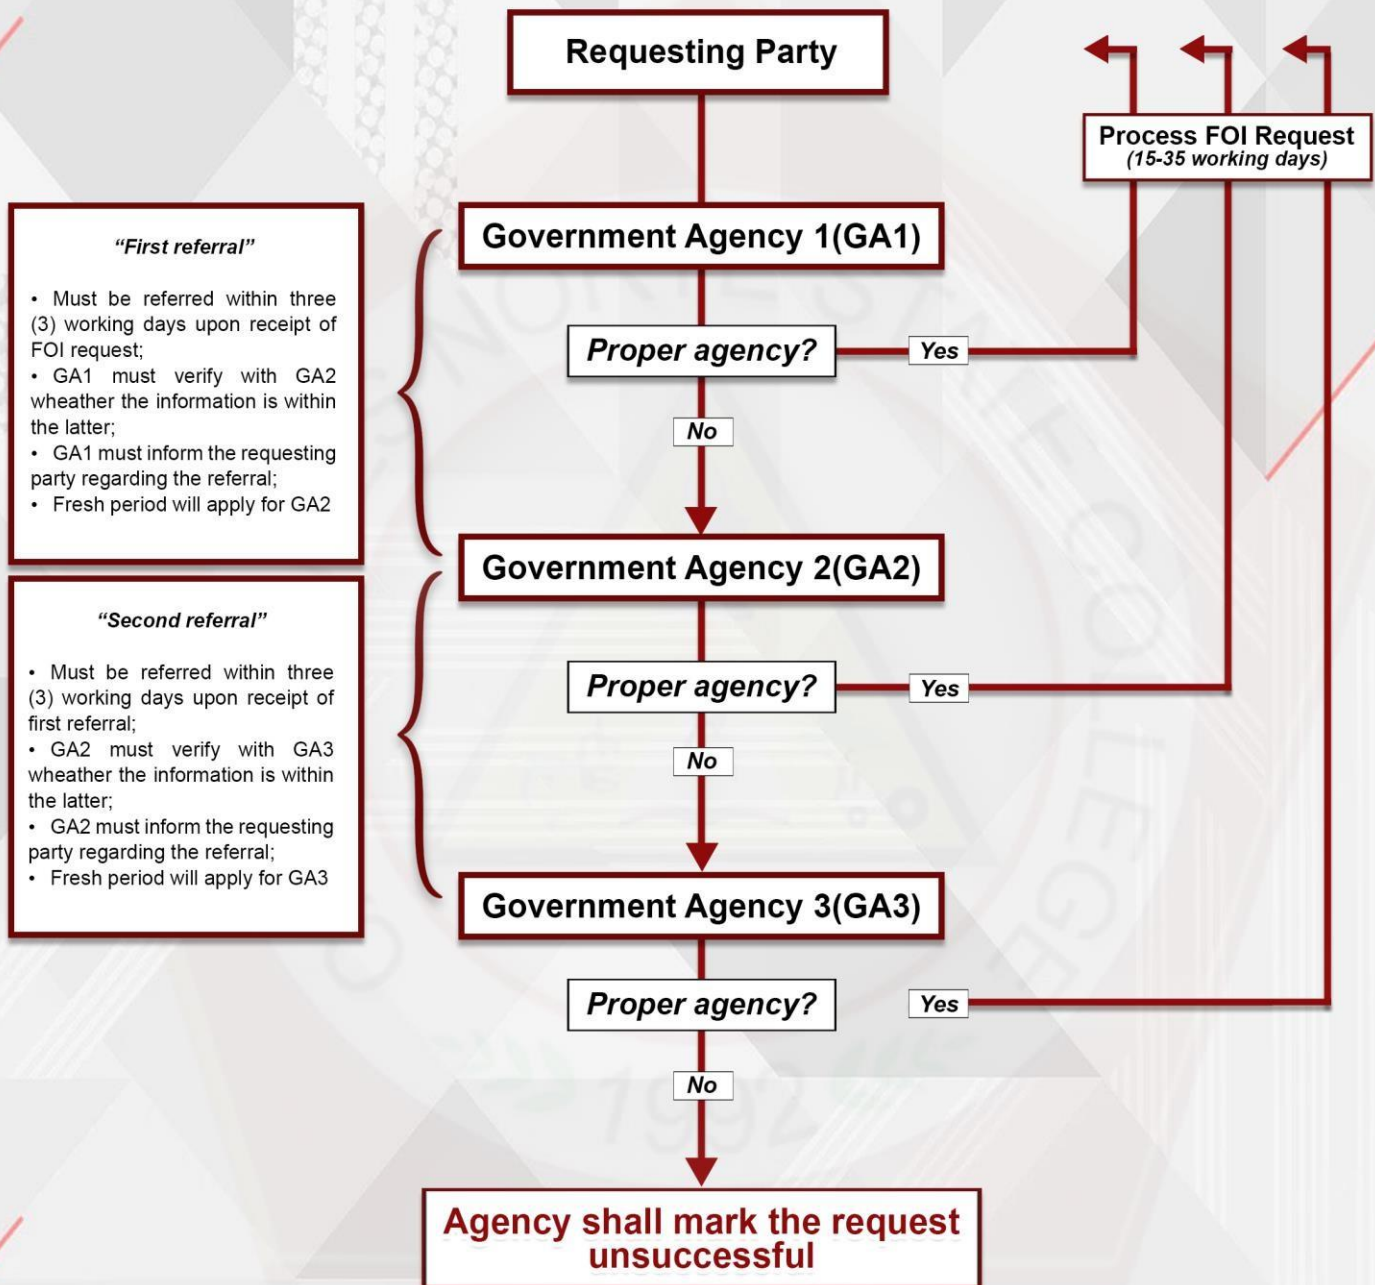 Requesting Party
Process FOI Request
(15-35 working days)
Government Agency 1(GA1)
“First referral”
• Must be referred within three
(3) working days upon receipt of
FOI request;
• GA1 must verify with GA2
wheather the information is within
the latter;
• GA1 must inform the requesting
party regarding the referral;
• Fresh period will apply for GA2
Proper agency?
Yes
No
Government Agency 2(GA2)
“Second referral”
• Must be referred within three
(3) working days upon receipt of
first referral;
• GA2 must verify with GA3
wheather the information is within
the latter;
• GA2 must inform the requesting
party regarding the referral;
• Fresh period will apply for GA3
Proper agency?
Yes
No
Government Agency 3(GA3)
Proper agency?
Yes
No
Agency shall mark the request
unsuccessful
NORTE STATE COLLEGE
1992